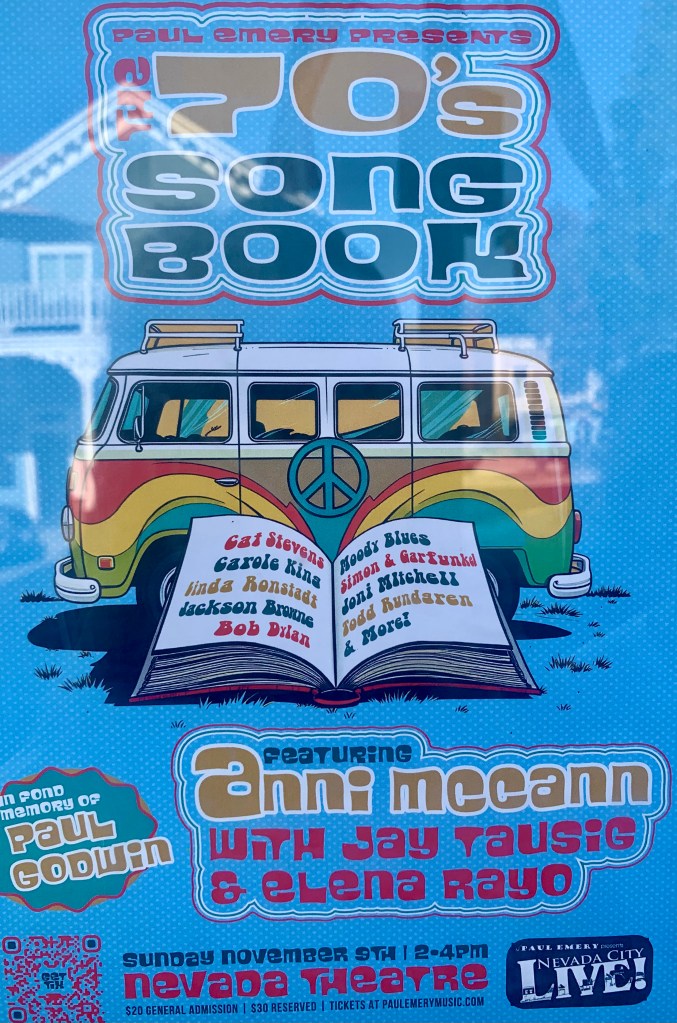 PAUL EMERY PRESENTS
THE 70's
SONG
BOOK
Cat Stevens
Carole King
Linda Ronstadt
Jackson Browne
Bob Dylan
Moody Blues
Simon & Garfunkel
Joni Mitchell
Todd Rundgren
& More!
FEATURING
anni mccann
WITH JAY TAUSIG
& ELENA RAYO
IN FOND
MEMORY OF
PAUL
GODWIN
GET
TIX
SUNDAY NOVEMBER 9TH | 2-4PM
NEVADA THEATRE
$20 GENERAL ADMISSION | $30 RESERVED | TICKETS AT PAULEMERYMUSIC.COM
PAUL EMERY presents
NEVADA CITY
LIVE!